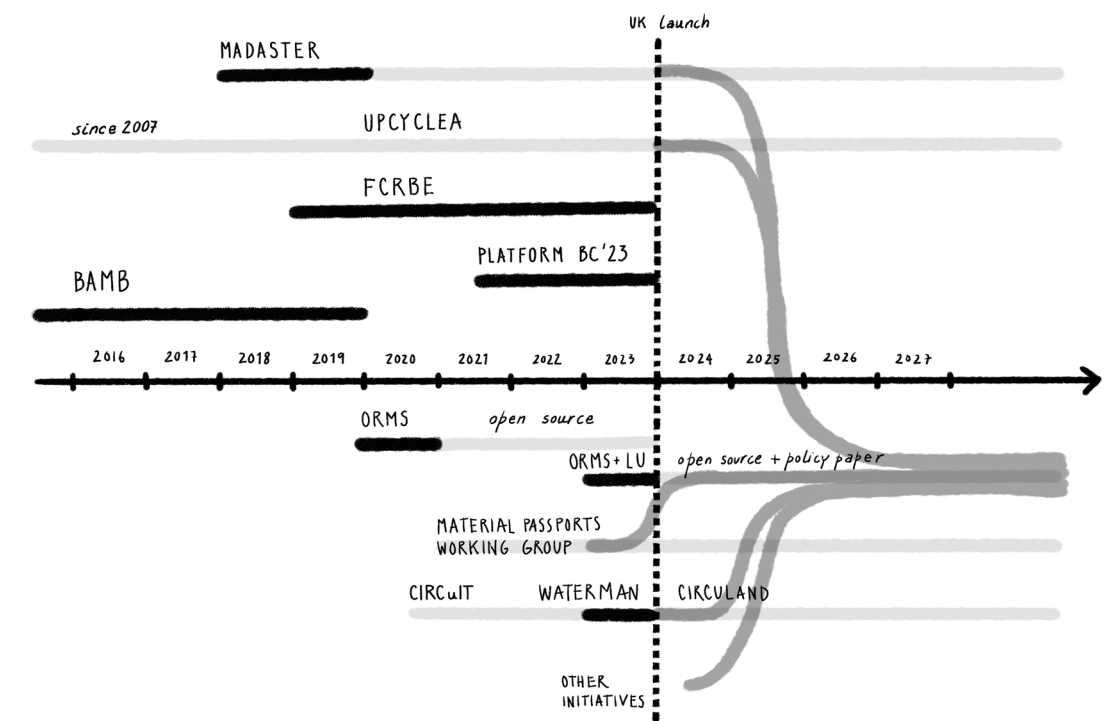 UK launch
MADASTER
since 2007
UPCYCLEA
FCRBE
PLATFORM BC'23
BAMB
2016 2017 2018 2019 2020 2021 2022 2023 2024 2025 2026 2027
ORMS
open source
ORMS+LU
open source + policy paper
MATERIAL PASSPORTS
WORKING GROUP
CIRCuIT
WATERMAN
CIRCULAND
OTHER
INITIATIVES